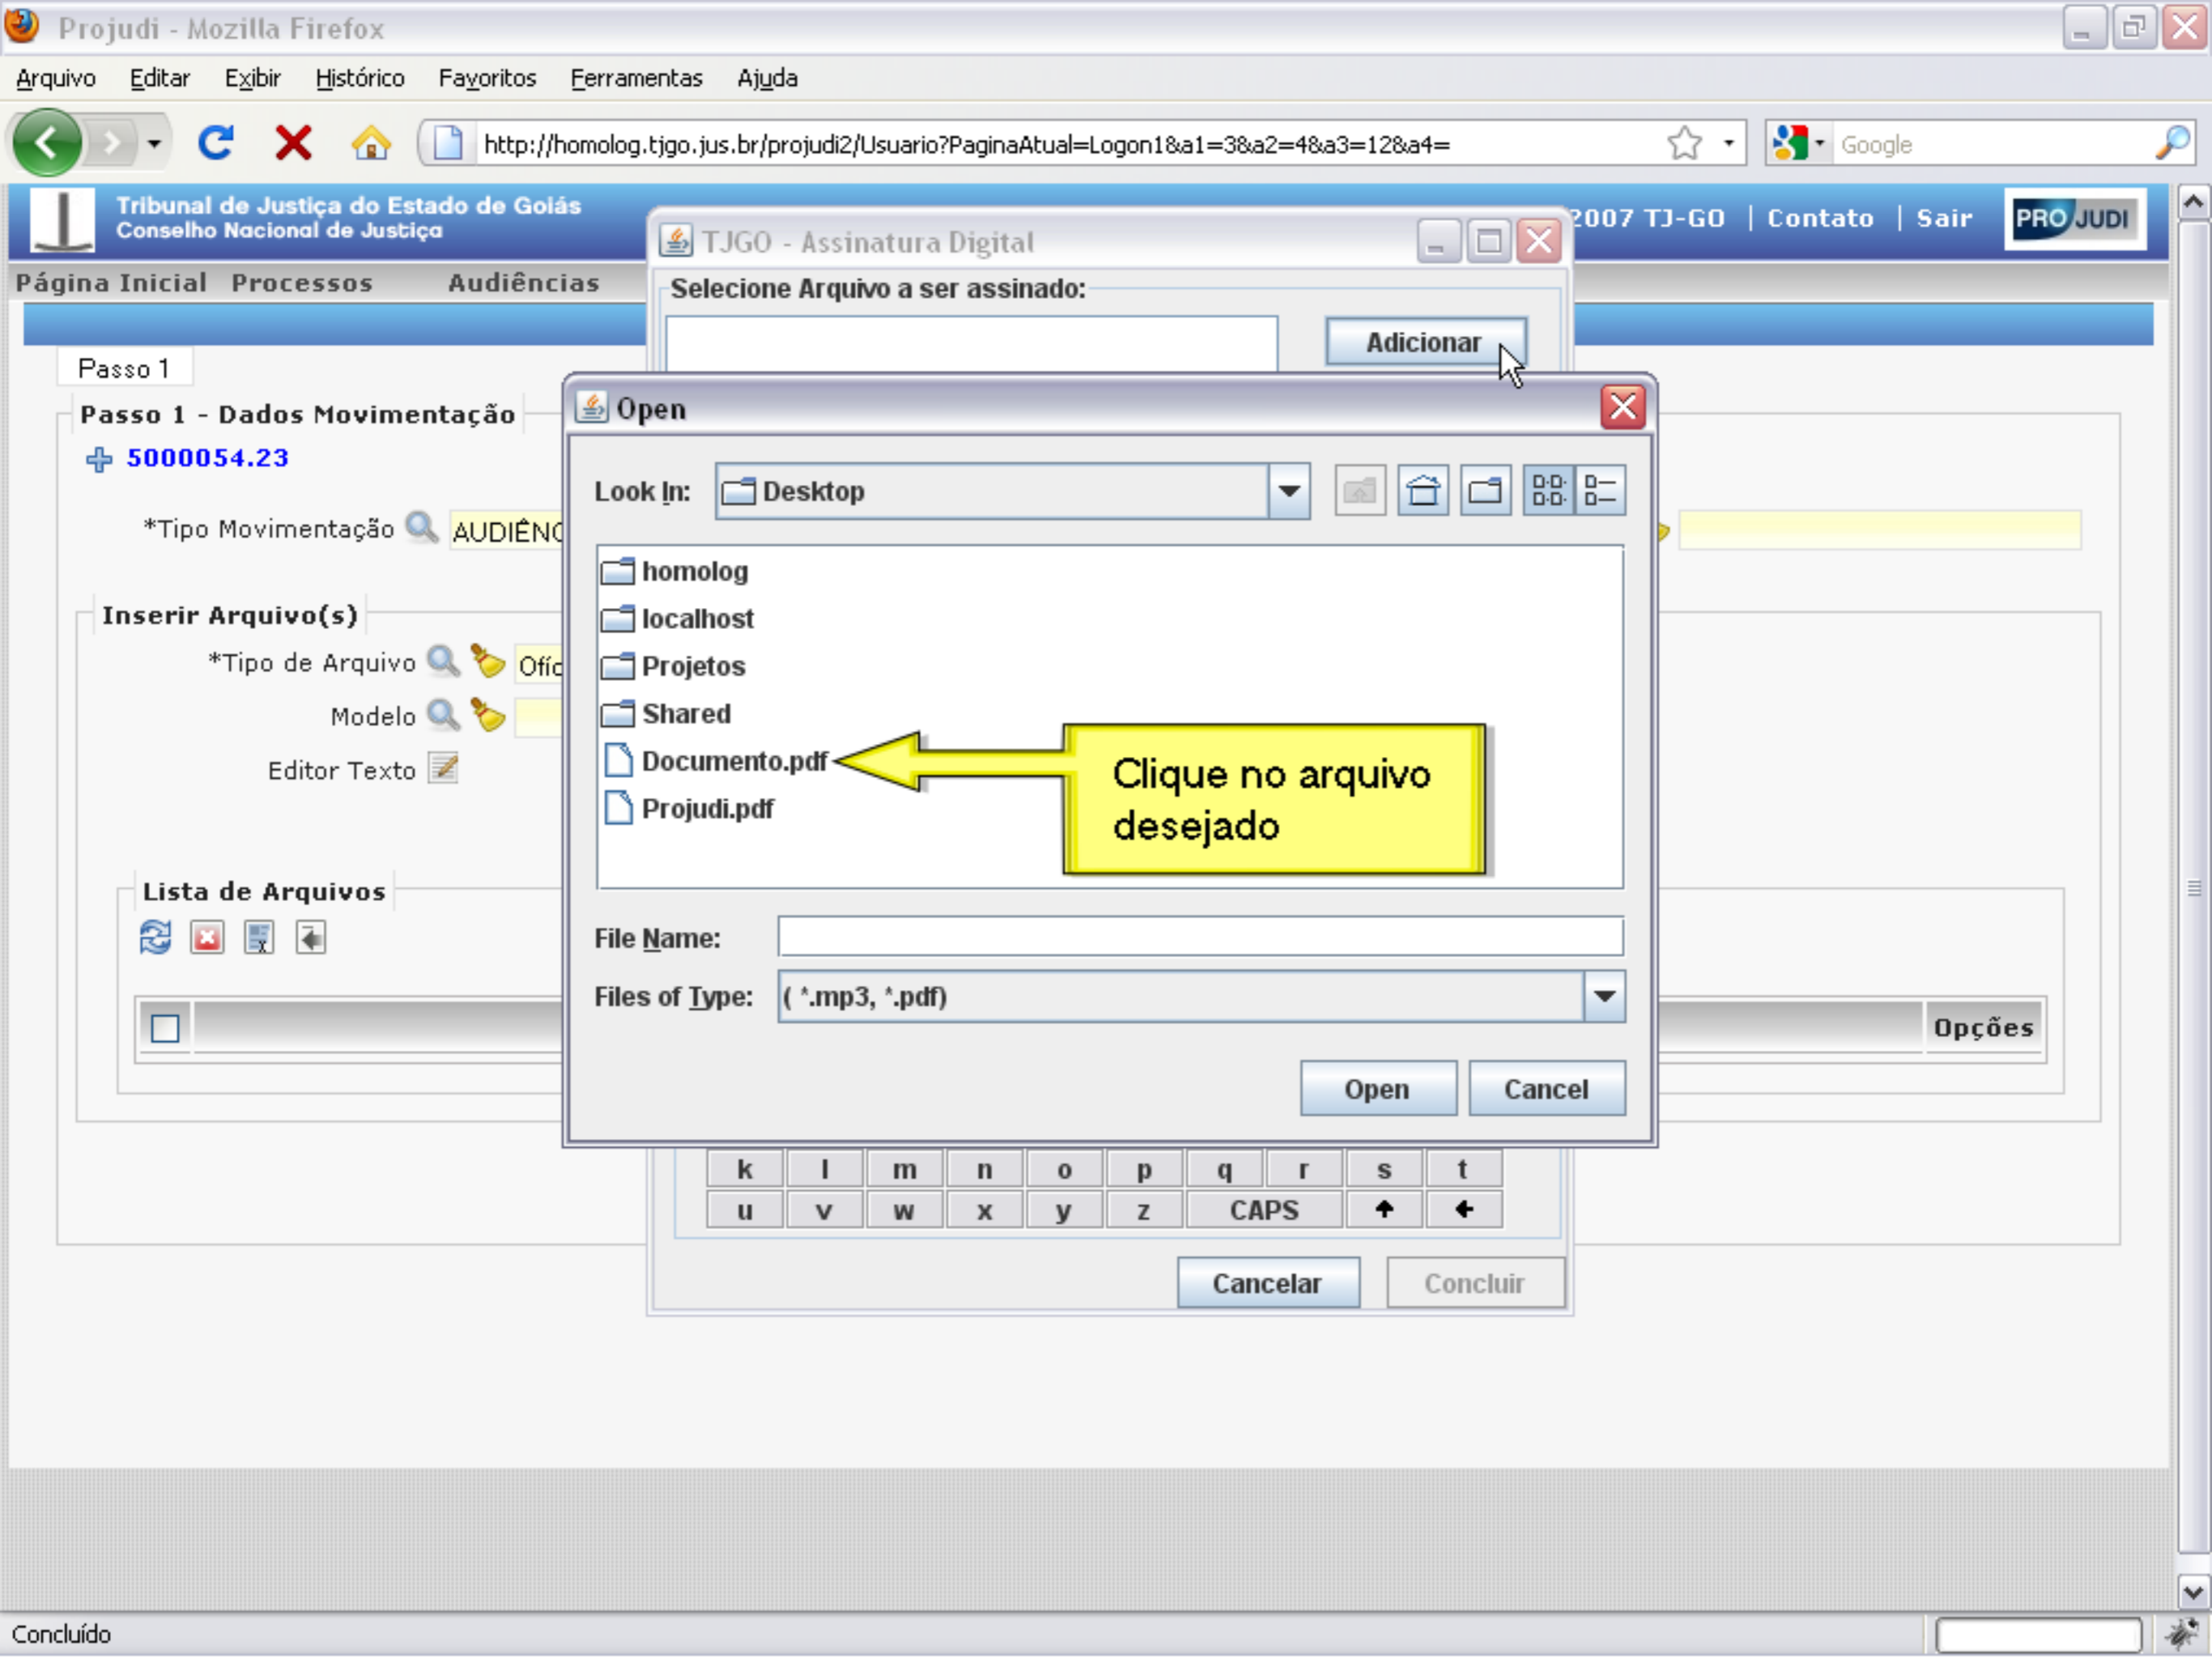 Projudi - Mozilla Firefox
Arquivo Editar Exibir Histórico Favoritos Ferramentas Ajuda
http://homolog.tjgo.jus.br/projudi2/Usuario?PaginaAtual=Logon1&a1=3&a2=4&a3=12&a4=
Google
Tribunal de Justiça do Estado de Goiás
Conselho Nacional de Justiça
2007 TJ-GO | Contato | Sair
PROJUDI
Página Inicial Processos Audiências
TJGO - Assinatura Digital
Selecione Arquivo a ser assinado:
Adicionar
Passo 1
Passo 1 - Dados Movimentação
5000054.23
*Tipo Movimentação
AUDIÊNC
Inserir Arquivo(s)
*Tipo de Arquivo
Ofíc
Modelo
Editor Texto
Lista de Arquivos
Opções
Open
Look In: Desktop
homolog
localhost
Projetos
Shared
Documento.pdf
Projudi.pdf
Clique no arquivo
desejado
File Name:
Files of Type: ( *.mp3, *.pdf)
Open Cancel
k l m n o p q r s t
u v w x y z CAPS
Cancelar Concluir
Concluído